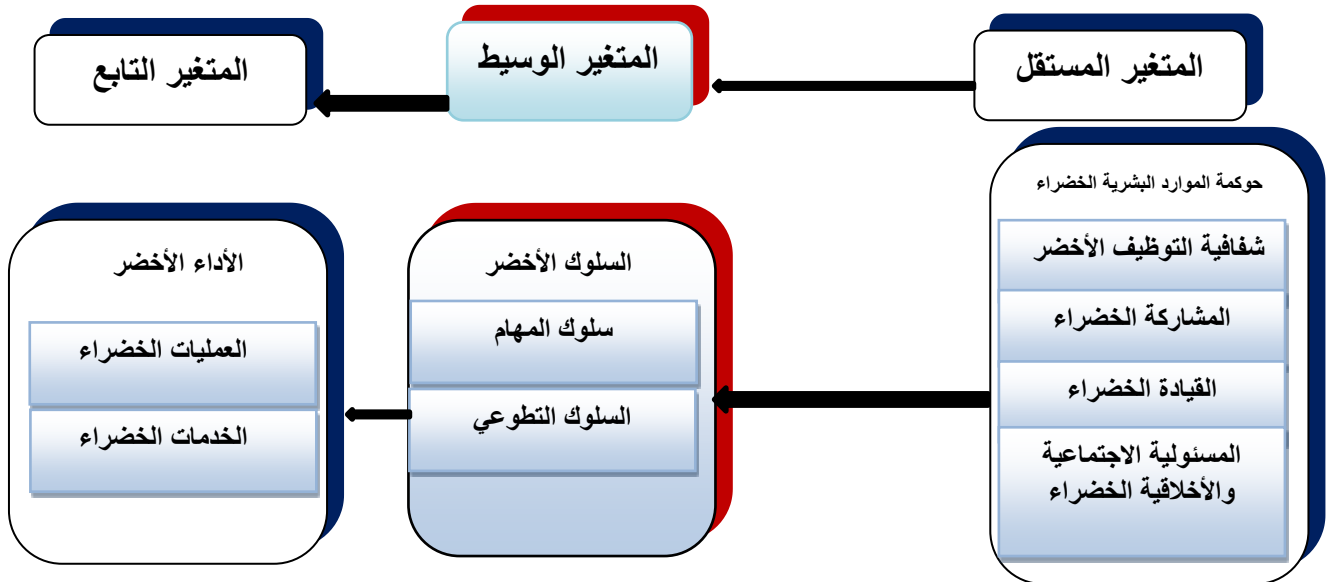 المتغير المستقل
المتغير الوسيط
المتغير التابع
حوكمة الموارد البشرية الخضراء
شفافية التوظيف الأخضر
المشاركة الخضراء
القيادة الخضراء
المسئولية الاجتماعية
والأخلاقية الخضراء
السلوك الأخضر
سلوك المهام
السلوك التطوعي
الأداء الأخضر
العمليات الخضراء
الخدمات الخضراء